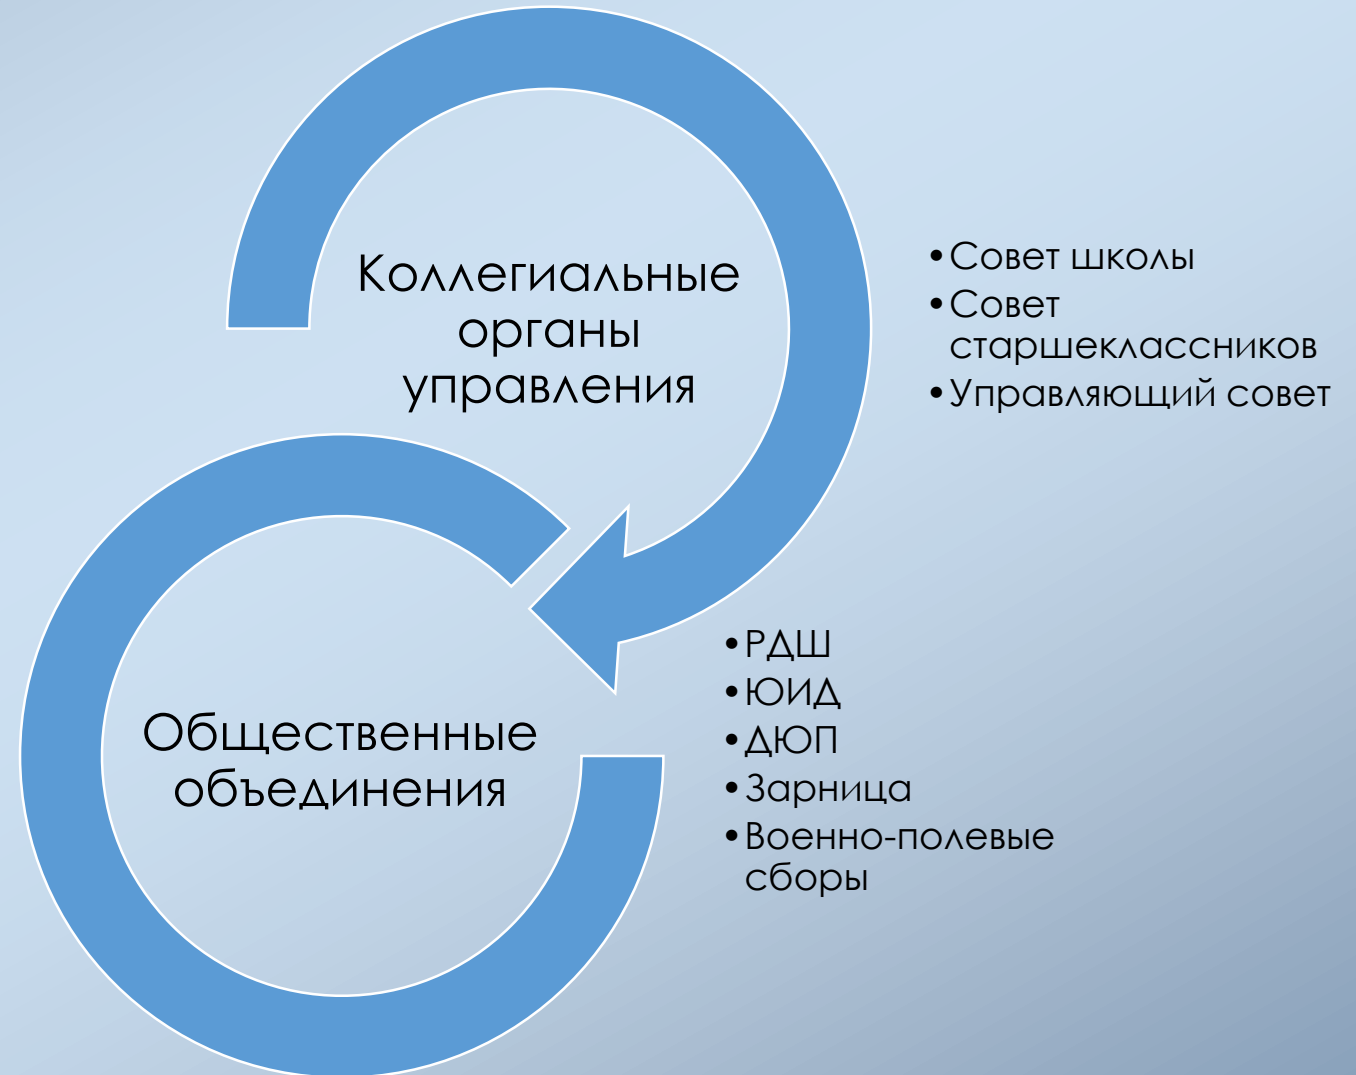 Коллегиальные
органы
управления
•Совет школы
•Совет
старшеклассников
•Управляющий совет
Общественные
объединения
•РДШ
•ЮИД
•ДЮП
•Зарница
•Военно-полевые
сборы